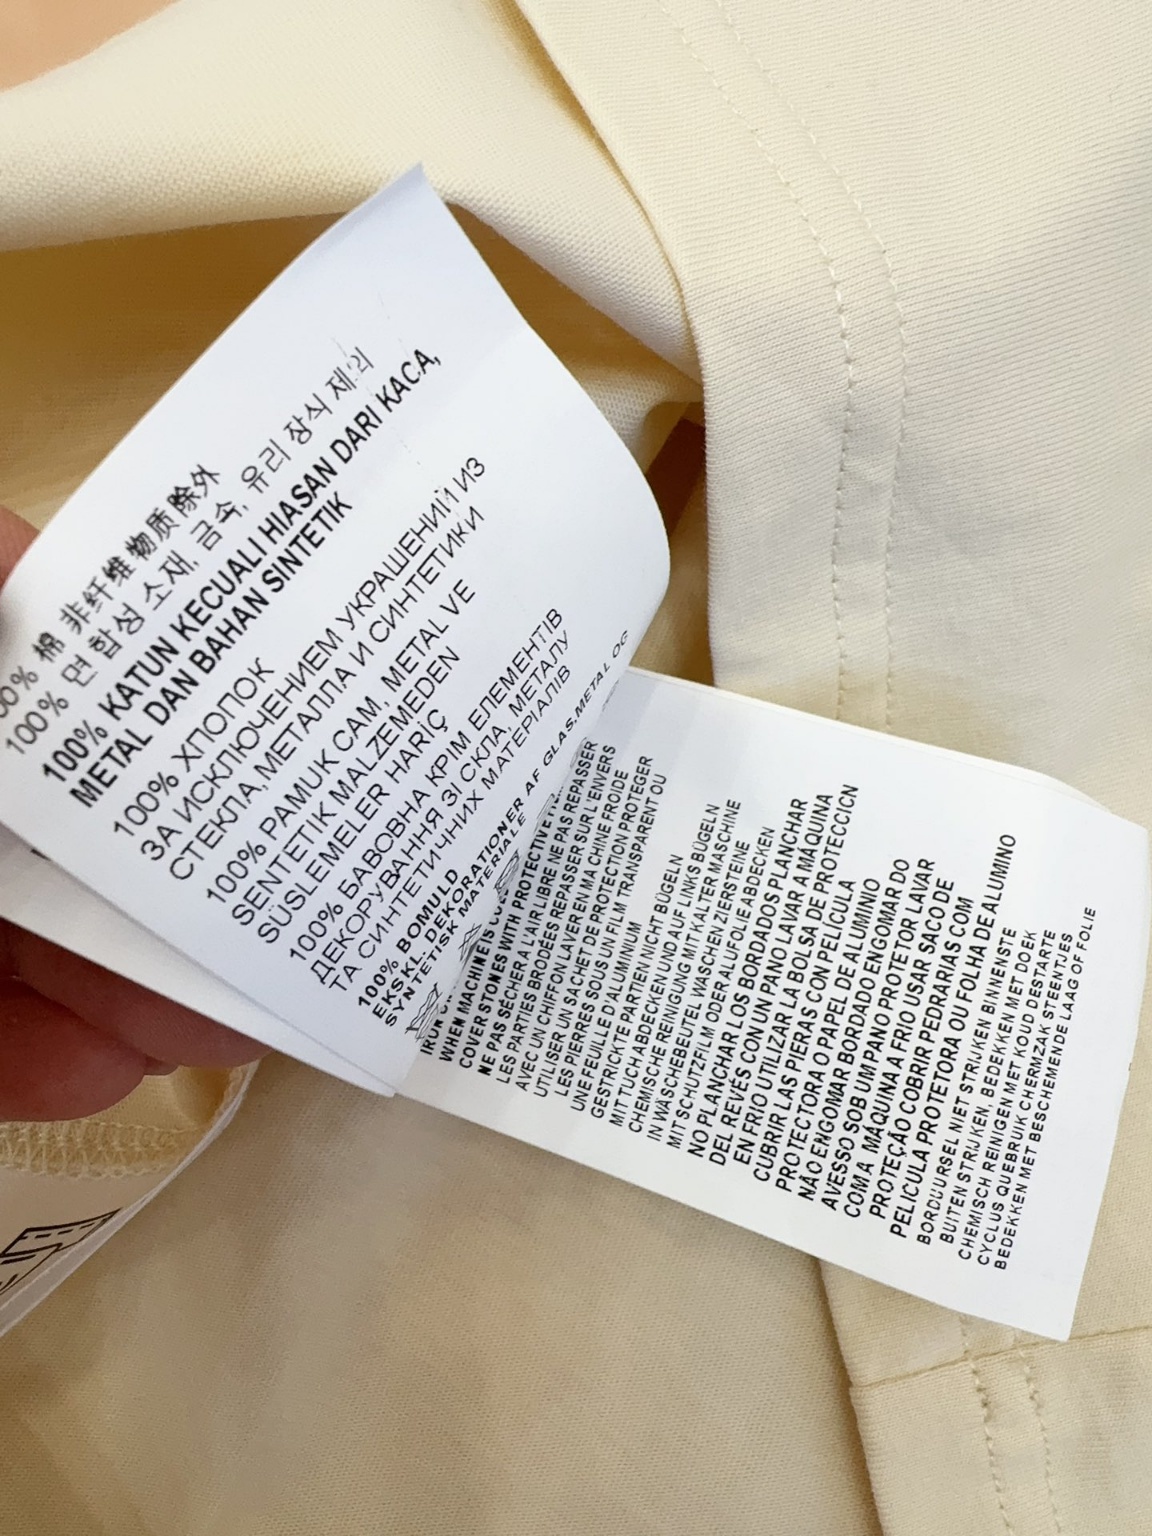 棉 非纤维物质除外
100% 면 합성 소재, 금속, 유리 장식 제외
100% KATUN KECUALI HIASAN DARI KACA,
METAL DAN BAHAN SINTETIK
100% ХЛОПОК
ЗА ИСКЛЮЧЕНИЕМ УКРАШЕНИЙ ИЗ
СТЕКЛА, МЕТАЛЛА И СИНТЕТИКИ
100% PAMUK CAM, METAL VE
SENTETIK MALZEMEDEN
SÜSLEMELER HARİÇ
100% БАВОВНА КРІМ ЕЛЕМЕНТІВ
ДЕКОРУВАННЯ ЗІ СКЛА, МЕТАЛУ
ТА СИНТЕТИЧНИХ МАТЕРІАЛІВ
100% BOMULD
EKSKL. DEKORATIONER AF GLAS.METAL OG
SYNTETISK MATERIALE
WHEN MACHINE IS
COVER STONES WITH PROTECTIVE
NE PAS SÉCHER A L'AIR LIBRE NE PAS REPASSER
LES PARTIES BRODÉES REPASSER SUR L'ENVERS
AVEC UN CHIFFON LAVER EN MA CHINE FROIDE
UTILISER UN SACHET DE PROTECTION PROTEGER
LES PIERRES SOUS UN FILM TRANSPARENT OU
UNE FEUILLE D'ALUMINIUM
GESTRICKTE PARTIEN NICHT BÜGELN
MIT TUCH ABDECKEN UND AUF LINKS BÜGELN
CHEMISCHE REINIGUNG MIT KALTER MASCHINE
IN WÄSCHEBEUTEL WASCHEN ZIERSTEINE
MIT SCHUTZFILM ODER ALUFOLIE ABDECKEN
NO PLANCHAR LOS BORDADOS PLANCHAR
DEL REVÉS CON UN PANO LAVAR A MÁQUINA
EN FRIO UTILIZAR LA BOLSA DE PROTECCICN
CUBRIR LAS PIERAS CON PELICULA
PROTECTORA O PAPEL DE ALUMINIO
NÃO ENGOMAR BORDADO ENGOMAR DO
AVESSO SOB UM PANO PROTETOR LAVAR
COM A MÁQUINA A FRIO USAR SACO DE
PROTEÇÃO COBRIR PEDRARIAS COM
PELICULA PROTETORA OU FOLHA DE ALUMINO
BORDUURSEL NIET STRIJKEN BINNENSTE
BUITEN STRIJKEN, BEDEKKEN MET DOEK
CHEMISCH REINIGEN MET KOUD DESTARTE
CYCLUS QUEBRUIK CHERMZAK STEENTJES
BEDEKKEN MET BESCHEMENDE LAAG OF FOLIE